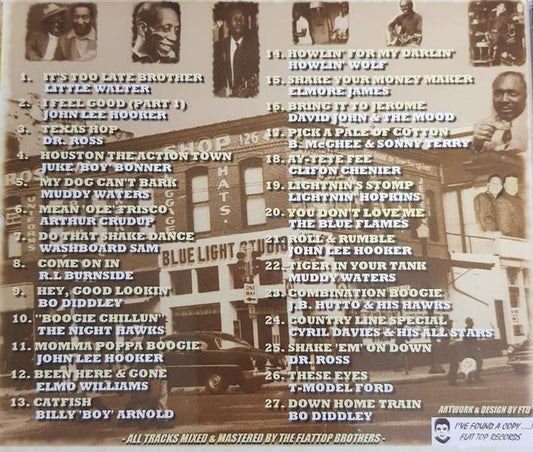 1. IT'S TOO LATE BROTHER
LITTLE WALTER
2. I FEEL GOOD (PART 1)
JOHN LEE HOOKER
3. TEXAS HOP
DR. ROSS
4. HOUSTON THE ACTION TOWN
JUKE 'BOY' BONNER
5. MY DOG CAN'T BARK
MUDDY WATERS
6. MEAN 'OLE' FRISCO
ARTHUR CRUDUP
7. DO THAT SHAKE DANCE
WASHBOARD SAM
8. COME ON IN
R.L BURNSIDE
9. HEY, GOOD LOOKIN'
BO DIDDLEY
10. "BOOGIE CHILLUN"
THE NIGHT HAWKS
11. MOMMA POPPA BOOGIE
JOHN LEE HOOKER
12. BEEN HERE & GONE
ELMO WILLIAMS
13. CATFISH
BILLY 'BOY' ARNOLD
14. HOWLIN' FOR MY DARLIN'
HOWLIN' WOLF
15. SHAKE YOUR MONEY MAKER
ELMORE JAMES
16. BRING IT TO JEROME
DAVID JOHN & THE MOOD
17. PICK A PALE OF COTTON
B. McGHEE & SONNY TERRY
18. AY-TETE FEE
CLIFON CHENIER
19. LIGHTNIN'S STOMP
LIGHTNIN' HOPKINS
20. YOU DON'T LOVE ME
THE BLUE FLAMES
21. ROLL & RUMBLE
JOHN LEE HOOKER
22. TIGER IN YOUR TANK
MUDDY WATERS
23. COMBINATION BOOGIE
J.B. HUTTO & HIS HAWKS
24. COUNTRY LINE SPECIAL
CYRIL DAVIES & HIS ALL STARS
25. SHAKE 'EM' ON DOWN
DR. ROSS
26. THESE EYES
T-MODEL FORD
27. DOWN HOME TRAIN
BO DIDDLEY
SHOP 126
HATS
BLUE LIGHT STUDIO
ARTWORK & DESIGN BY FTB
I'VE FOUND A COPY....!
FLAT TOP RECORDS
- ALL TRACKS MIXED & MASTERED BY THE FLATTOP BROTHERS -